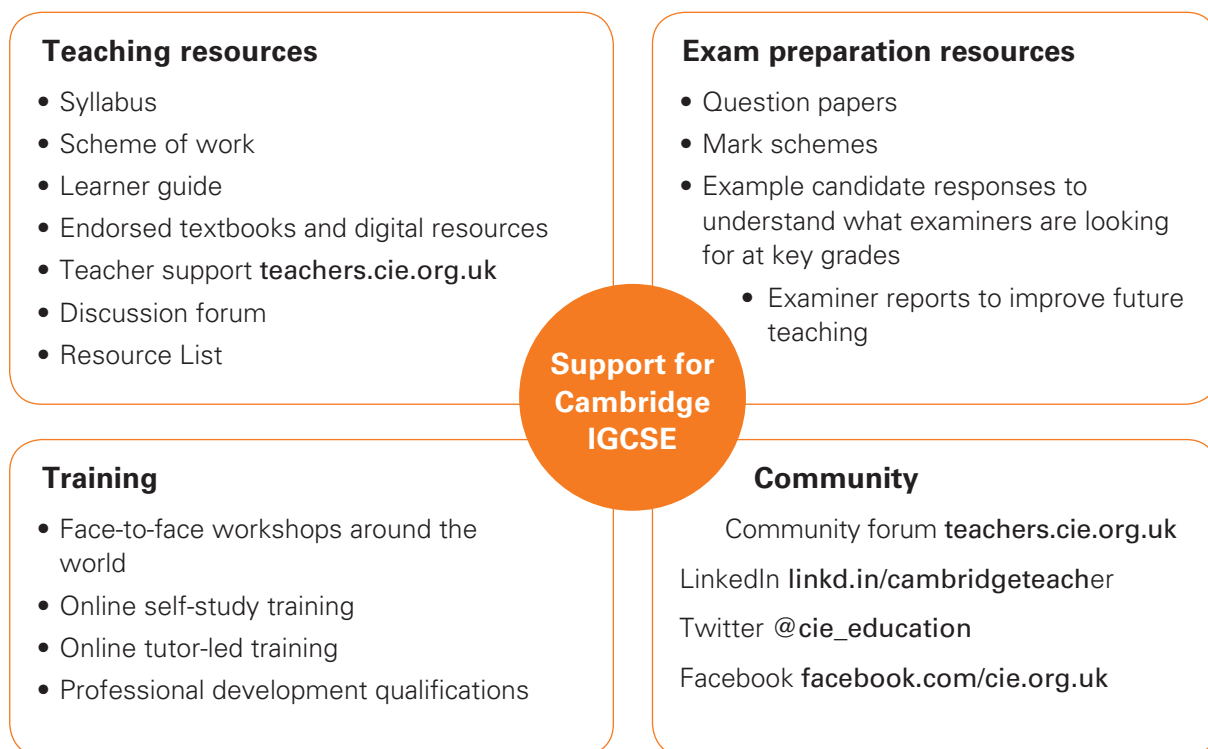 Teaching resources
• Syllabus
• Scheme of work
• Learner guide
• Endorsed textbooks and digital resources
• Teacher support teachers.cie.org.uk
• Discussion forum
• Resource List
Exam preparation resources
• Question papers
• Mark schemes
• Example candidate responses to
understand what examiners are looking
for at key grades
• Examiner reports to improve future
teaching
Support for
Cambridge
IGCSE
Training
• Face-to-face workshops around the
world
• Online self-study training
• Online tutor-led training
• Professional development qualifications
Community
Community forum teachers.cie.org.uk
LinkedIn linkd.in/cambridgeteacher
Twitter @cie_education
Facebook facebook.com/cie.org.uk